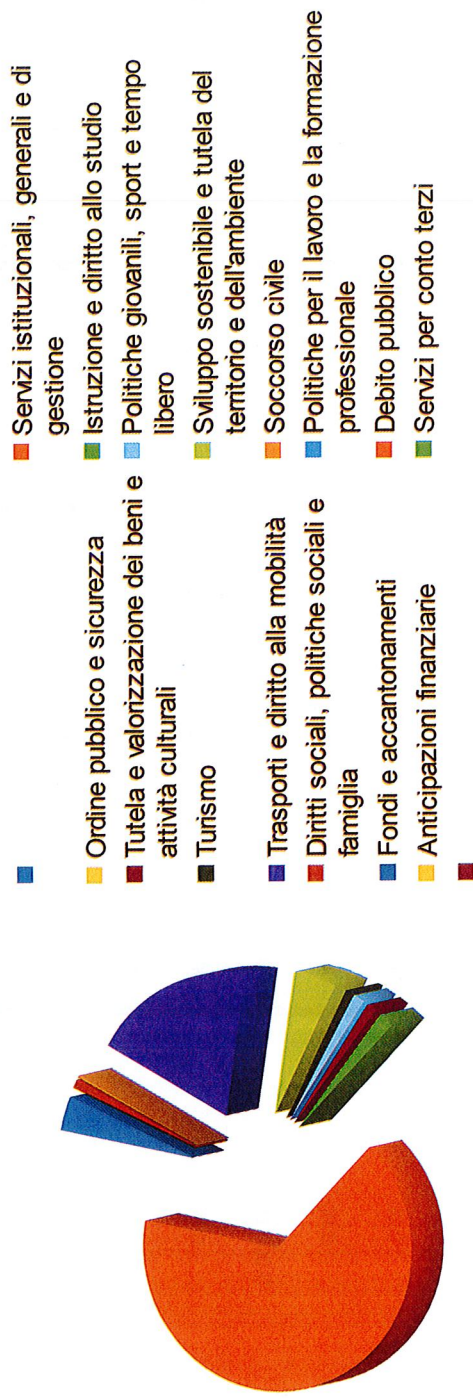 Ordine pubblico e sicurezza
Tutela e valorizzazione dei beni e
attività culturali
Turismo
Trasporti e diritto alla mobilità
Diritti sociali, politiche sociali e
famiglia
Fondi e accantonamenti
Anticipazioni finanziarie
Servizi istituzionali, generali e di
gestione
Istruzione e diritto allo studio
Politiche giovanili, sport e tempo
libero
Sviluppo sostenibile e tutela del
territorio e dell'ambiente
Soccorso civile
Politiche per il lavoro e la formazione
professionale
Debito pubblico
Servizi per conto terzi